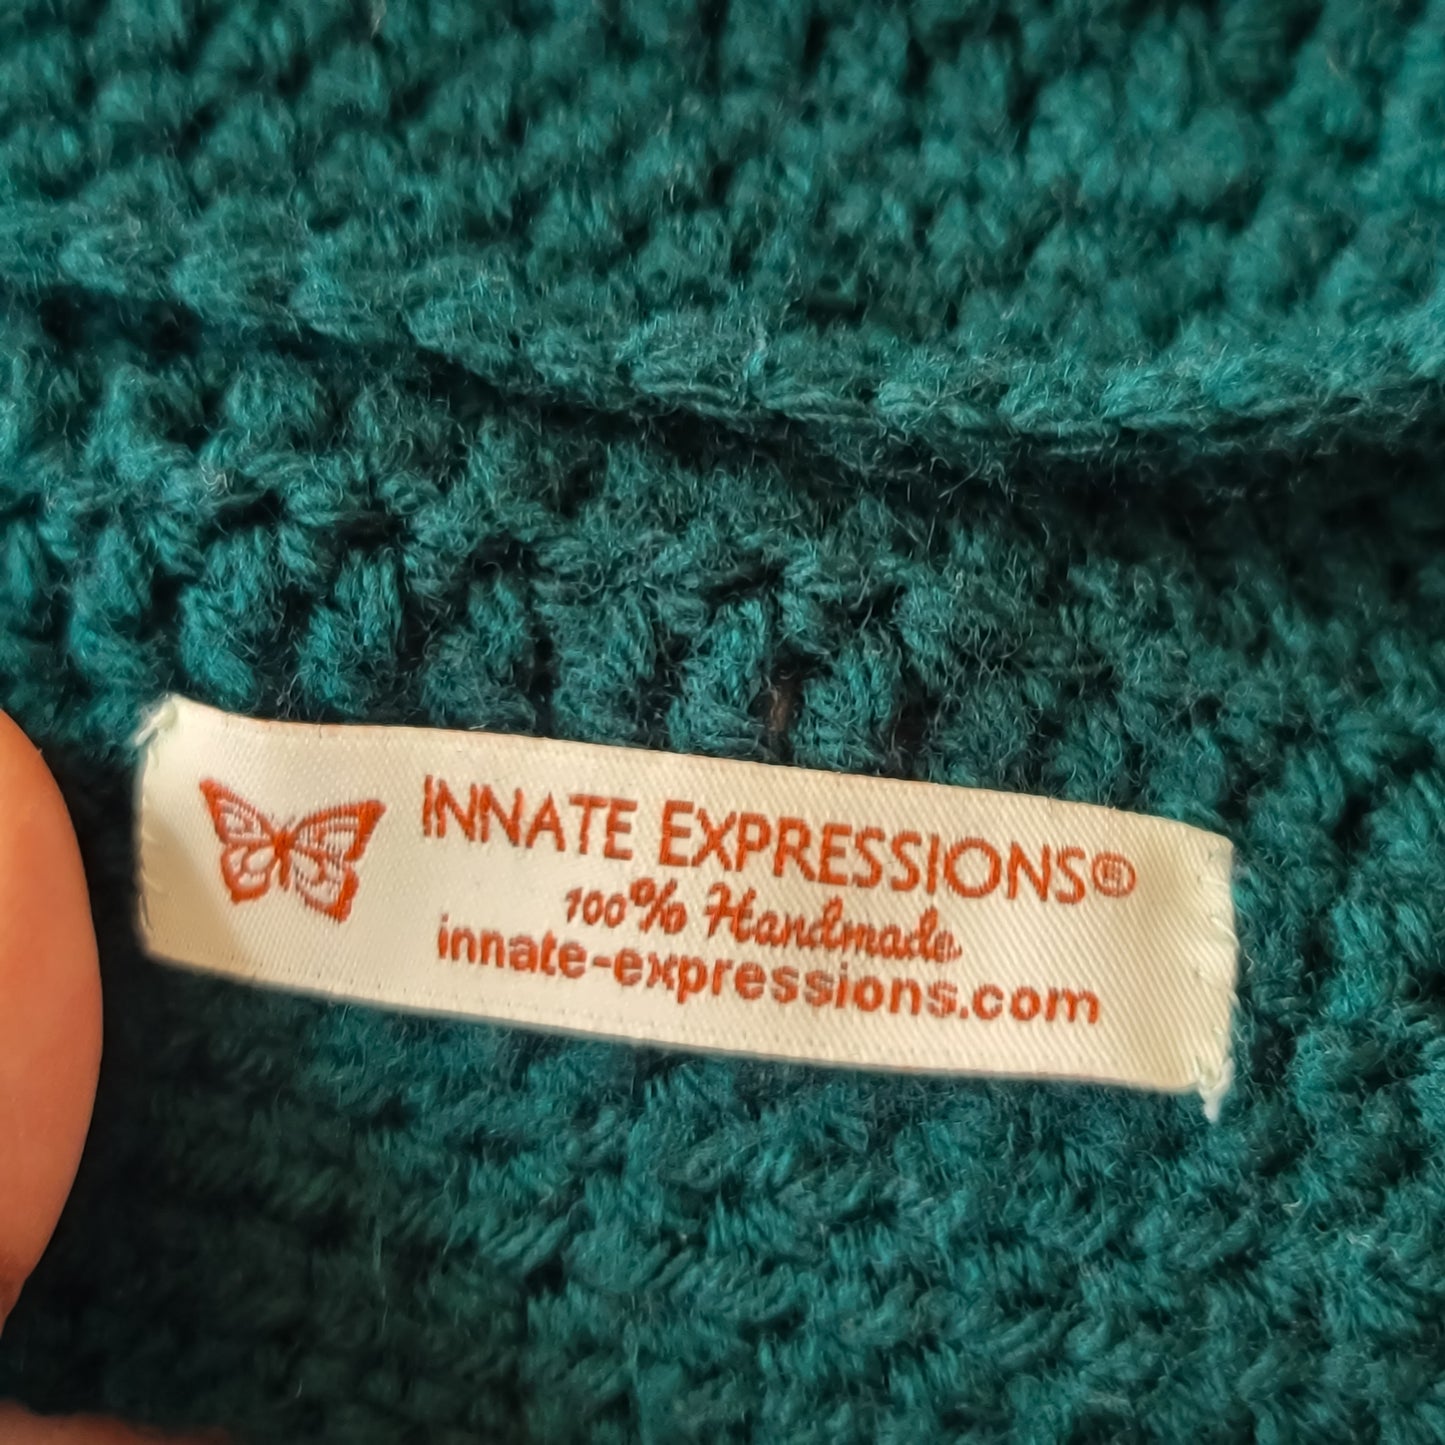 INNATE EXPRESSIONS®
100% Handmade
innate-expressions.com